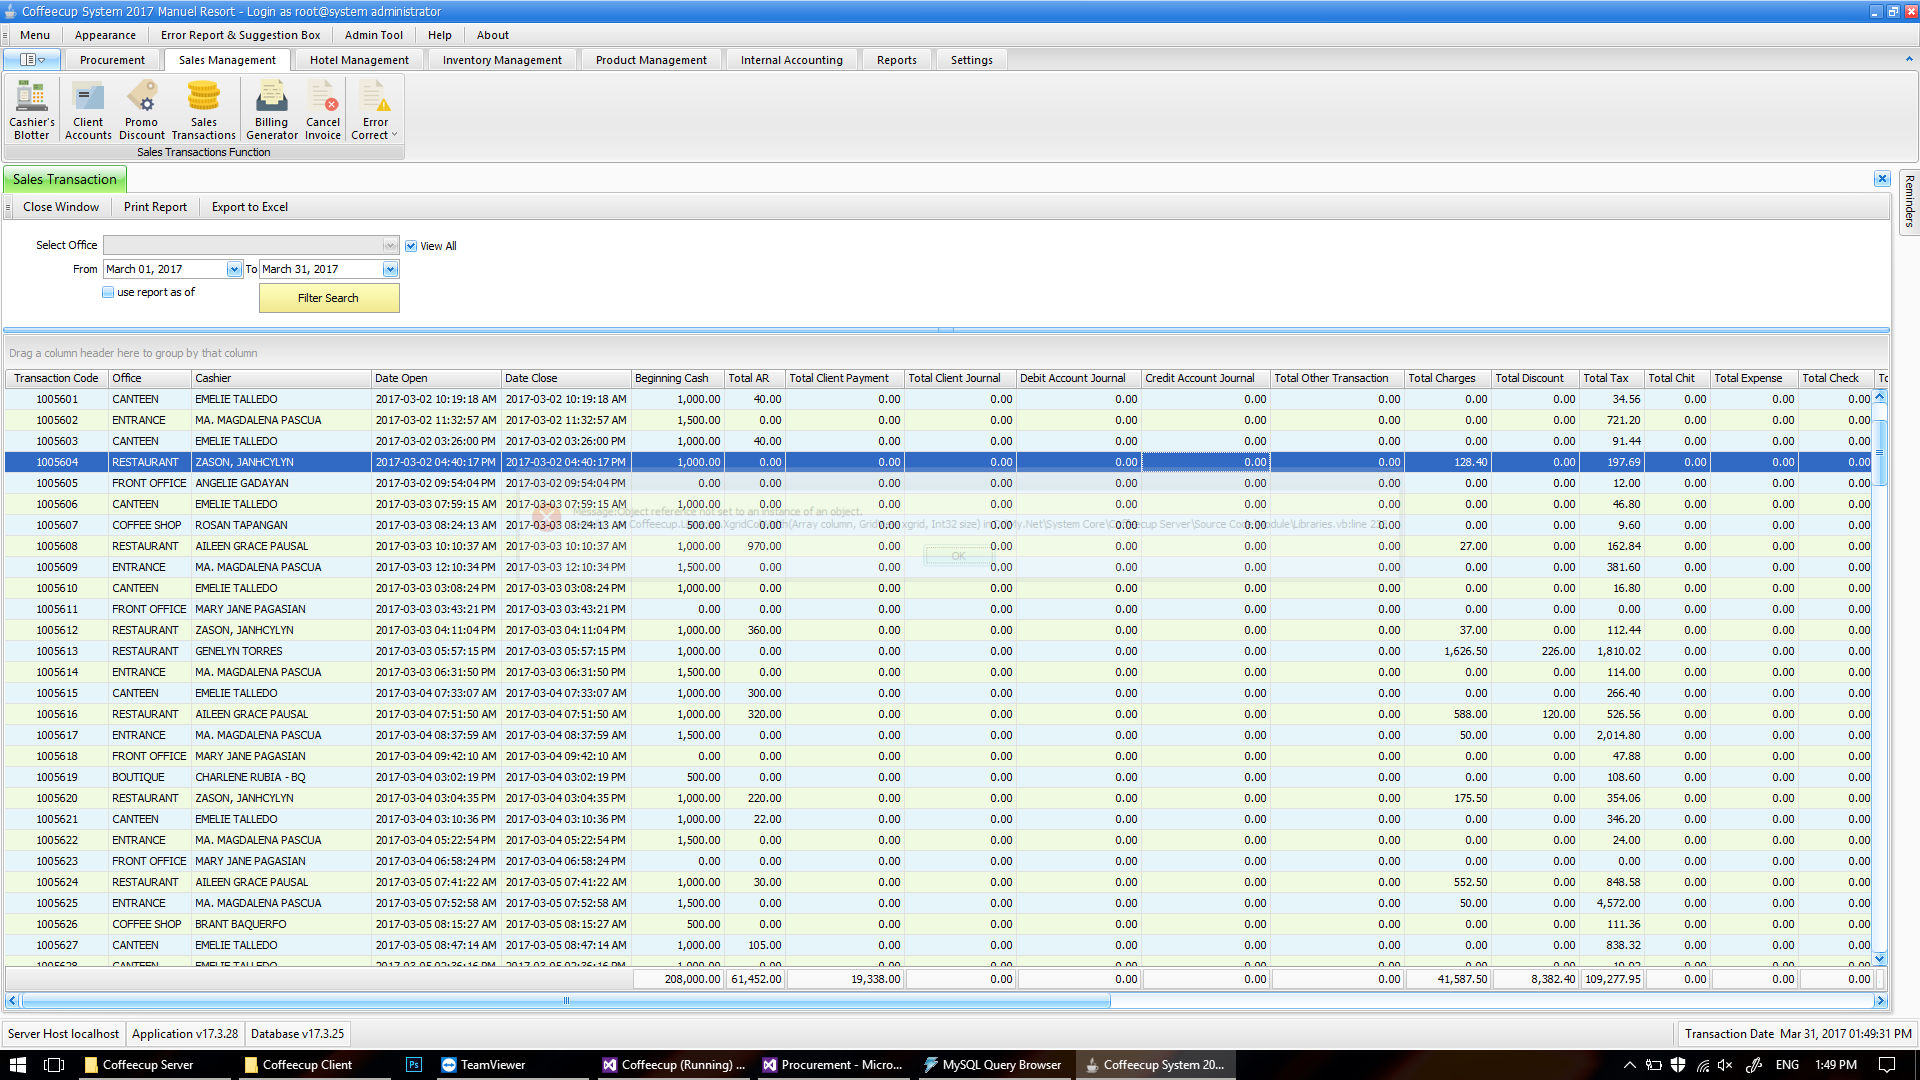 Coffeecup System 2017 Manuel Resort - Login as root@system administrator
Menu Appearance Error Report & Suggestion Box Admin Tool Help About
Procurement Sales Management Hotel Management Inventory Management Product Management Internal Accounting Reports Settings
Cashier's Blotter Client Accounts Promo Discount Sales Transactions Billing Generator Cancel Invoice Error Correct
Sales Transactions Function
Sales Transaction
Reminders
Close Window Print Report Export to Excel
Select Office View All
From March 01, 2017 To March 31, 2017
use report as of Filter Search
Drag a column header here to group by that column
Transaction Code Office Cashier Date Open Date Close Beginning Cash Total AR Total Client Payment Total Client Journal Debit Account Journal Credit Account Journal Total Other Transaction Total Charges Total Discount Total Tax Total Chit Total Expense Total Check To
1005601 CANTEEN EMELIE TALLEDO 2017-03-02 10:19:18 AM 2017-03-02 10:19:18 AM 1,000.00 40.00 0.00 0.00 0.00 0.00 0.00 0.00 0.00 34.56 0.00 0.00 0.00
1005602 ENTRANCE MA. MAGDALENA PASCUA 2017-03-02 11:32:57 AM 2017-03-02 11:32:57 AM 1,500.00 0.00 0.00 0.00 0.00 0.00 0.00 0.00 0.00 721.20 0.00 0.00 0.00
1005603 CANTEEN EMELIE TALLEDO 2017-03-02 03:26:00 PM 2017-03-02 03:26:00 PM 1,000.00 40.00 0.00 0.00 0.00 0.00 0.00 0.00 0.00 91.44 0.00 0.00 0.00
1005604 RESTAURANT ZASON, JANHCYLYN 2017-03-02 04:40:17 PM 2017-03-02 04:40:17 PM 1,000.00 0.00 0.00 0.00 0.00 0.00 0.00 128.40 0.00 197.69 0.00 0.00 0.00
1005605 FRONT OFFICE ANGELIE GADAYAN 2017-03-02 09:54:04 PM 2017-03-02 09:54:04 PM 0.00 0.00 0.00 0.00 0.00 0.00 0.00 0.00 0.00 12.00 0.00 0.00 0.00
1005606 CANTEEN EMELIE TALLEDO 2017-03-03 07:59:15 AM 2017-03-03 07:59:15 AM 1,000.00 0.00 0.00 0.00 0.00 0.00 0.00 0.00 0.00 46.80 0.00 0.00 0.00
Message:Object reference not set to an instance of an object.
1005607 COFFEE SHOP ROSAN TAPANGAN 2017-03-03 08:24:13 AM 2017-03-03 08:24:13 AM 500.00 0.00 0.00 0.00 0.00 0.00 0.00 0.00 0.00 9.60 0.00 0.00 0.00
1005608 RESTAURANT AILEEN GRACE PAUSAL 2017-03-03 10:10:37 AM 2017-03-03 10:10:37 AM 1,000.00 970.00 0.00 0.00 0.00 0.00 0.00 27.00 0.00 162.84 0.00 0.00 0.00
OK
1005609 ENTRANCE MA. MAGDALENA PASCUA 2017-03-03 12:10:34 PM 2017-03-03 12:10:34 PM 1,500.00 0.00 0.00 0.00 0.00 0.00 0.00 0.00 0.00 381.60 0.00 0.00 0.00
1005610 CANTEEN EMELIE TALLEDO 2017-03-03 03:08:24 PM 2017-03-03 03:08:24 PM 1,000.00 0.00 0.00 0.00 0.00 0.00 0.00 0.00 0.00 16.80 0.00 0.00 0.00
1005611 FRONT OFFICE MARY JANE PAGASIAN 2017-03-03 03:43:21 PM 2017-03-03 03:43:21 PM 0.00 0.00 0.00 0.00 0.00 0.00 0.00 0.00 0.00 0.00 0.00 0.00 0.00
1005612 RESTAURANT ZASON, JANHCYLYN 2017-03-03 04:11:04 PM 2017-03-03 04:11:04 PM 1,000.00 360.00 0.00 0.00 0.00 0.00 0.00 37.00 0.00 112.44 0.00 0.00 0.00
1005613 RESTAURANT GENELYN TORRES 2017-03-03 05:57:15 PM 2017-03-03 05:57:15 PM 1,000.00 0.00 0.00 0.00 0.00 0.00 0.00 1,626.50 226.00 1,810.02 0.00 0.00 0.00
1005614 ENTRANCE MA. MAGDALENA PASCUA 2017-03-03 06:31:50 PM 2017-03-03 06:31:50 PM 1,500.00 0.00 0.00 0.00 0.00 0.00 0.00 0.00 0.00 114.00 0.00 0.00 0.00
1005615 CANTEEN EMELIE TALLEDO 2017-03-04 07:33:07 AM 2017-03-04 07:33:07 AM 1,000.00 300.00 0.00 0.00 0.00 0.00 0.00 0.00 0.00 266.40 0.00 0.00 0.00
1005616 RESTAURANT AILEEN GRACE PAUSAL 2017-03-04 07:51:50 AM 2017-03-04 07:51:50 AM 1,000.00 320.00 0.00 0.00 0.00 0.00 0.00 588.00 120.00 526.56 0.00 0.00 0.00
1005617 ENTRANCE MA. MAGDALENA PASCUA 2017-03-04 08:37:59 AM 2017-03-04 08:37:59 AM 1,500.00 0.00 0.00 0.00 0.00 0.00 0.00 50.00 0.00 2,014.80 0.00 0.00 0.00
1005618 FRONT OFFICE MARY JANE PAGASIAN 2017-03-04 09:42:10 AM 2017-03-04 09:42:10 AM 0.00 0.00 0.00 0.00 0.00 0.00 0.00 0.00 0.00 47.88 0.00 0.00 0.00
1005619 BOUTIQUE CHARLENE RUBIA - BQ 2017-03-04 03:02:19 PM 2017-03-04 03:02:19 PM 500.00 0.00 0.00 0.00 0.00 0.00 0.00 0.00 0.00 108.60 0.00 0.00 0.00
1005620 RESTAURANT ZASON, JANHCYLYN 2017-03-04 03:04:35 PM 2017-03-04 03:04:35 PM 1,000.00 220.00 0.00 0.00 0.00 0.00 0.00 175.50 0.00 354.06 0.00 0.00 0.00
1005621 CANTEEN EMELIE TALLEDO 2017-03-04 03:10:36 PM 2017-03-04 03:10:36 PM 1,000.00 22.00 0.00 0.00 0.00 0.00 0.00 0.00 0.00 346.20 0.00 0.00 0.00
1005622 ENTRANCE MA. MAGDALENA PASCUA 2017-03-04 05:22:54 PM 2017-03-04 05:22:54 PM 1,500.00 0.00 0.00 0.00 0.00 0.00 0.00 0.00 0.00 24.00 0.00 0.00 0.00
1005623 FRONT OFFICE MARY JANE PAGASIAN 2017-03-04 06:58:24 PM 2017-03-04 06:58:24 PM 0.00 0.00 0.00 0.00 0.00 0.00 0.00 0.00 0.00 0.00 0.00 0.00 0.00
1005624 RESTAURANT AILEEN GRACE PAUSAL 2017-03-05 07:41:22 AM 2017-03-05 07:41:22 AM 1,000.00 30.00 0.00 0.00 0.00 0.00 0.00 552.50 0.00 848.58 0.00 0.00 0.00
1005625 ENTRANCE MA. MAGDALENA PASCUA 2017-03-05 07:52:58 AM 2017-03-05 07:52:58 AM 1,500.00 0.00 0.00 0.00 0.00 0.00 0.00 50.00 0.00 4,572.00 0.00 0.00 0.00
1005626 COFFEE SHOP BRANT BAQUERFO 2017-03-05 08:15:27 AM 2017-03-05 08:15:27 AM 500.00 0.00 0.00 0.00 0.00 0.00 0.00 0.00 0.00 111.36 0.00 0.00 0.00
1005627 CANTEEN EMELIE TALLEDO 2017-03-05 08:47:14 AM 2017-03-05 08:47:14 AM 1,000.00 105.00 0.00 0.00 0.00 0.00 0.00 0.00 0.00 838.32 0.00 0.00 0.00
208,000.00 61,452.00 19,338.00 0.00 0.00 0.00 0.00 41,587.50 8,382.40 109,277.95 0.00 0.00 0.00
Server Host localhost Application v17.3.28 Database v17.3.25 Transaction Date Mar 31, 2017 01:49:31 PM
Coffeecup Server Coffeecup Client Ps TeamViewer Coffeecup (Running) ... Procurement - Micro... MySQL Query Browser Coffeecup System 20... ENG 1:49 PM